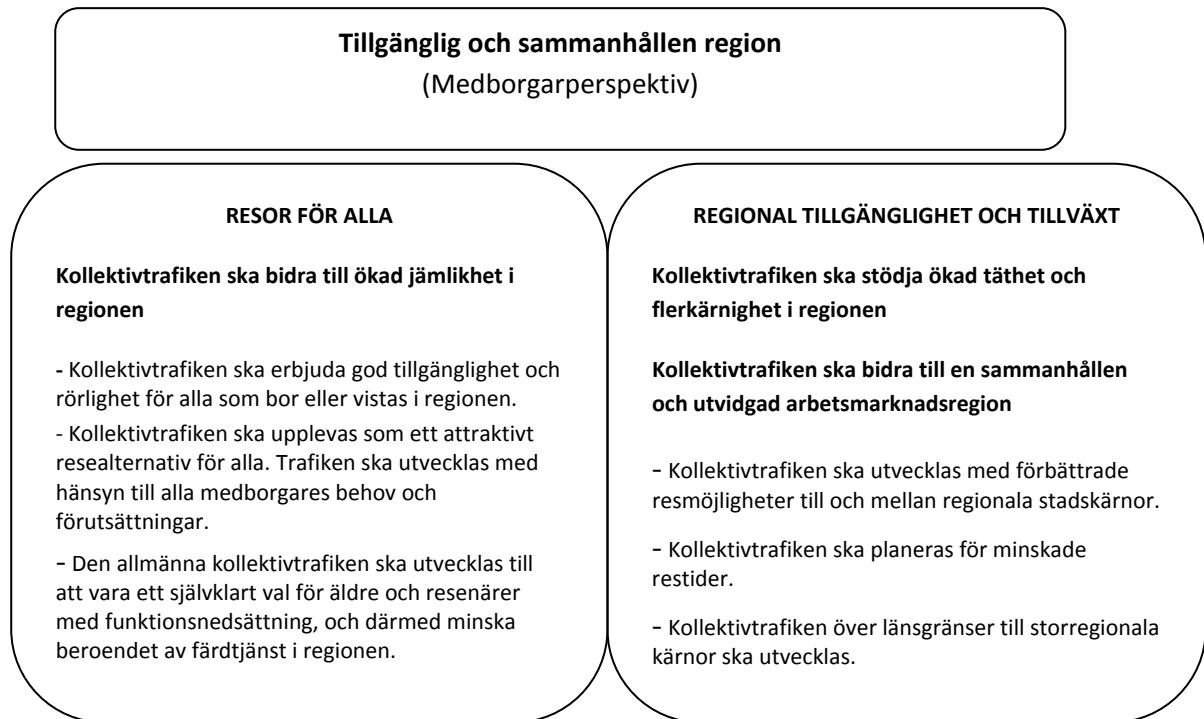 Tillgänglig och sammanhållen region
(Medborgarperspektiv)
RESOR FÖR ALLA
Kollektivtrafiken ska bidra till ökad jämlikhet i
regionen
- Kollektivtrafiken ska erbjuda god tillgänglighet och
rörlighet för alla som bor eller vistas i regionen.
- Kollektivtrafiken ska upplevas som ett attraktivt
resealternativ för alla. Trafiken ska utvecklas med
hänsyn till alla medborgares behov och
förutsättningar.
- Den allmänna kollektivtrafiken ska utvecklas till
att vara ett självklart val för äldre och resenärer
med funktionsnedsättning, och därmed minska
beroendet av färdtjänst i regionen.
REGIONAL TILLGÄNGLIGHET OCH TILLVÄXT
Kollektivtrafiken ska stödja ökad täthet och
flerkärnighet i regionen
Kollektivtrafiken ska bidra till en sammanhållen
och utvidgad arbetsmarknadsregion
- Kollektivtrafiken ska utvecklas med förbättrade
resmöjligheter till och mellan regionala stadskärnor.
- Kollektivtrafiken ska planeras för minskade
restider.
- Kollektivtrafiken över länsgränser till storregionala
kärnor ska utvecklas.